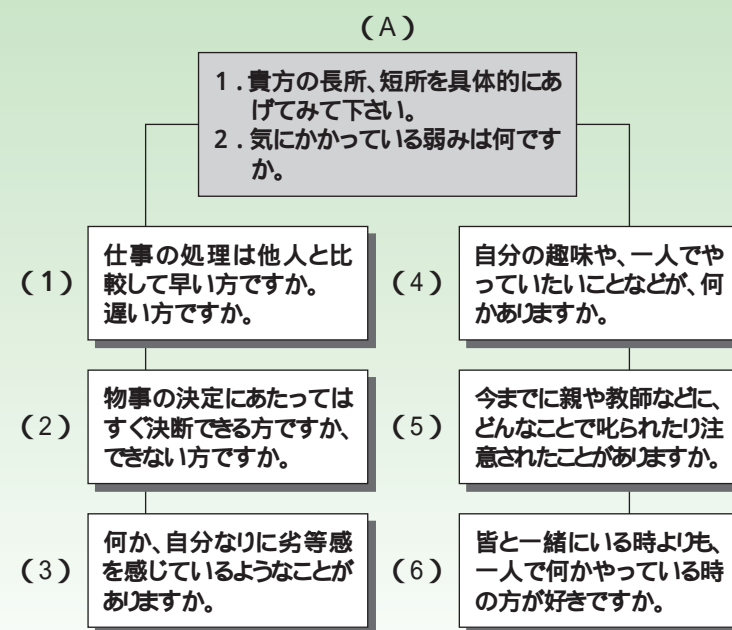 (A)
1．貴方の長所、短所を具体的にあ
げてみて下さい。
2．気にかかっている弱みは何です
か。
(1)
仕事の処理は他人と比
較して早い方ですか。
遅い方ですか。
(2)
物事の決定にあたっては
すぐ決断できる方ですか、
できない方ですか。
(3)
何か、自分なりに劣等感
を感じているようなことが
ありますか。
(4)
自分の趣味や、一人でや
っていたいことなどが、何
かありますか。
(5)
今までに親や教師などに、
どんなことで叱られたり注
意されたことがありますか。
(6)
皆と一緒にいる時よりも、
一人で何かやっている時
の方が好きですか。